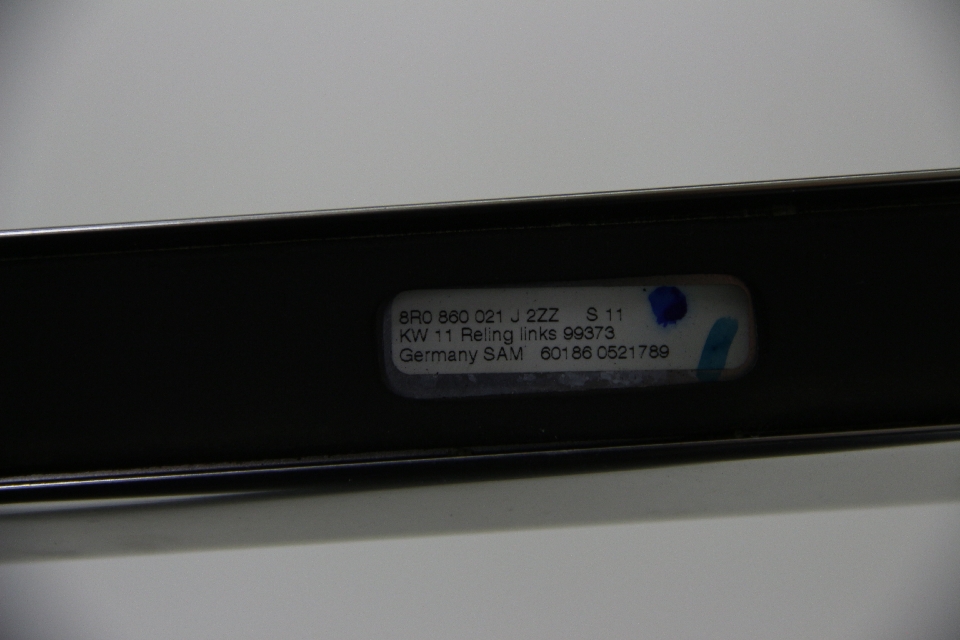 8R0 860 021 J 2ZZ S 11
KW 11 Reling links 99373
Germany SAM 60186 0521789